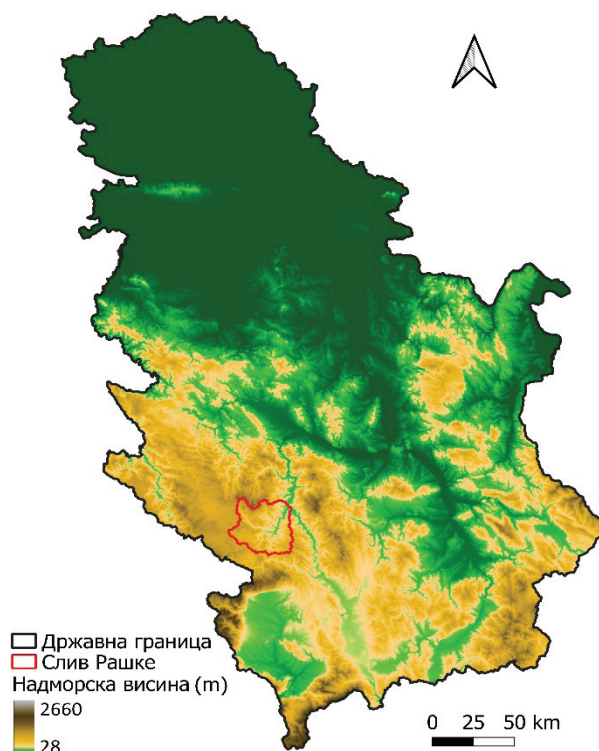 Државна граница
Слив Рашке
Надморска висина (m)
2660
28
0 25 50 km